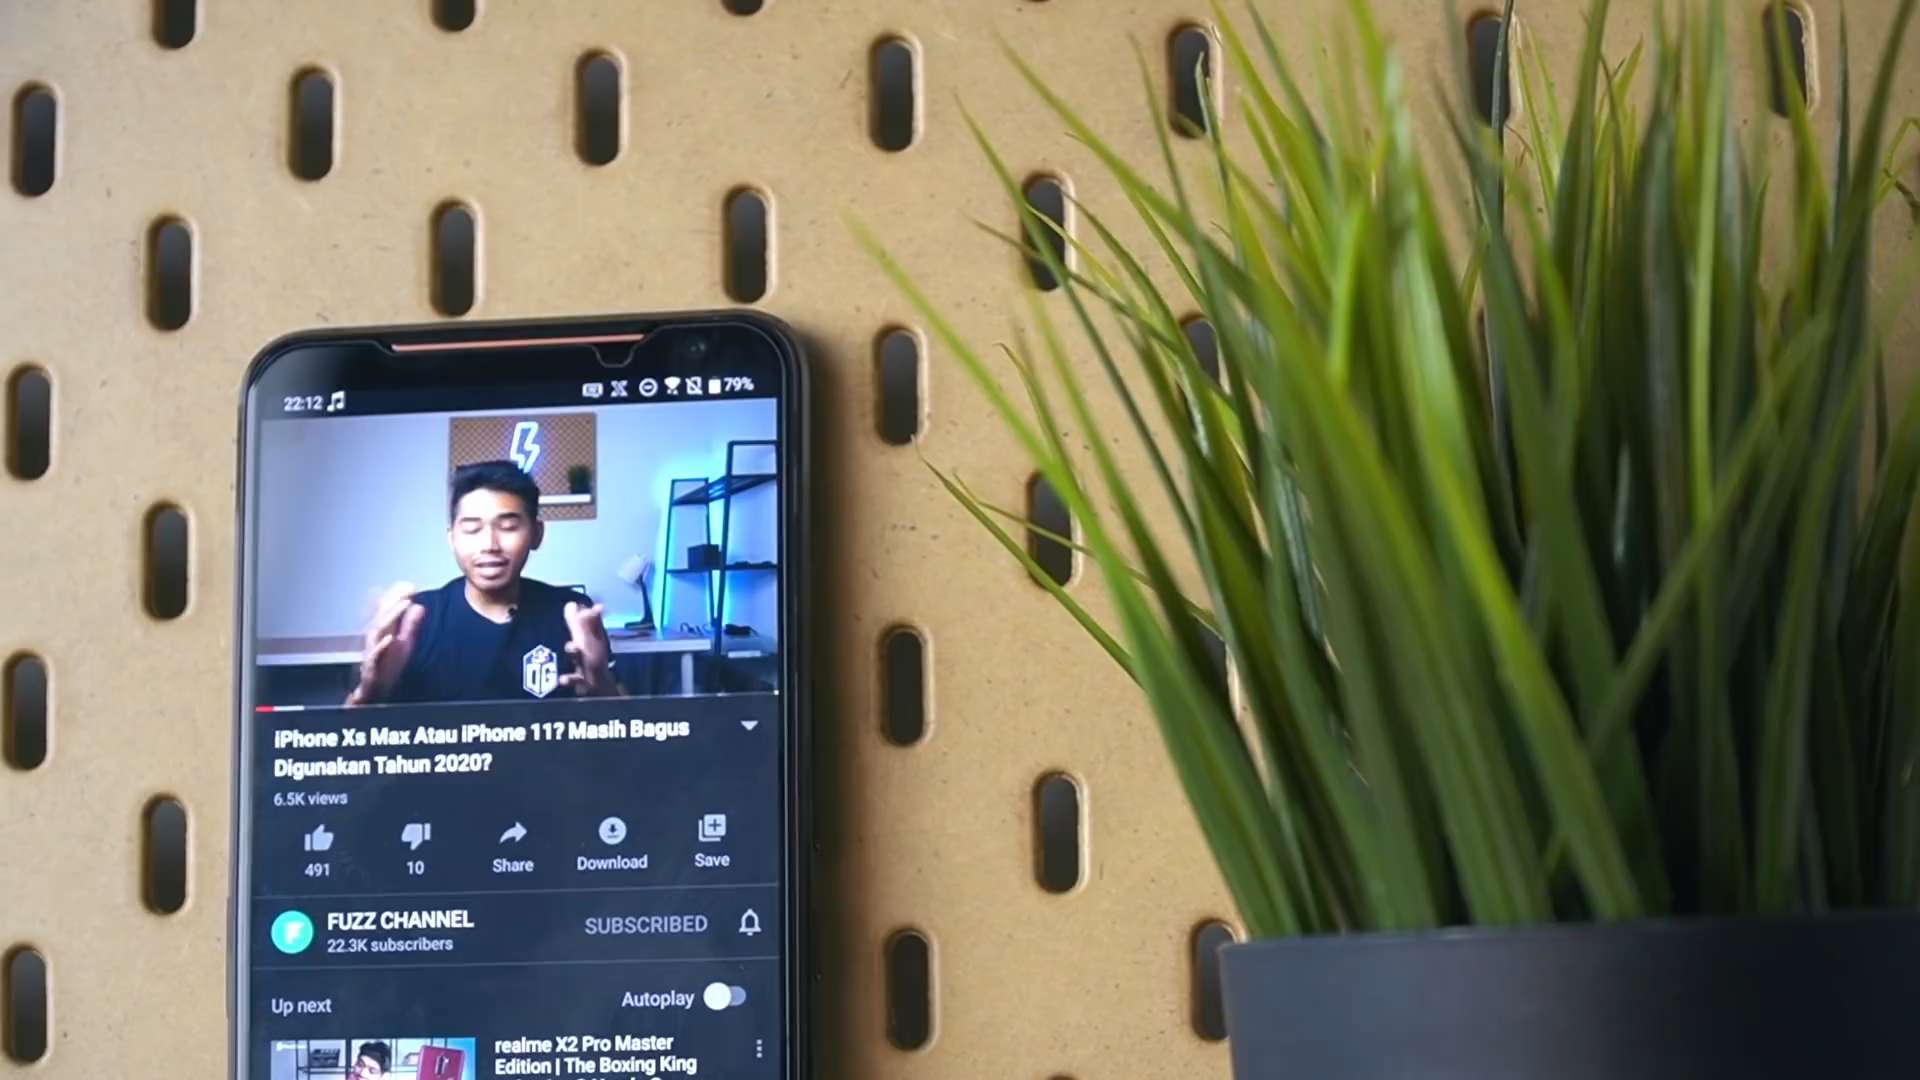 22:12 79%
OG
iPhone Xs Max Atau iPhone 11? Masih Bagus
Digunakan Tahun 2020?
6.5K views
491 10 Share Download Save
F
FUZZ CHANNEL SUBSCRIBED
22.3K subscribers
Up next Autoplay
realme X2 Pro Master
Edition | The Boxing King